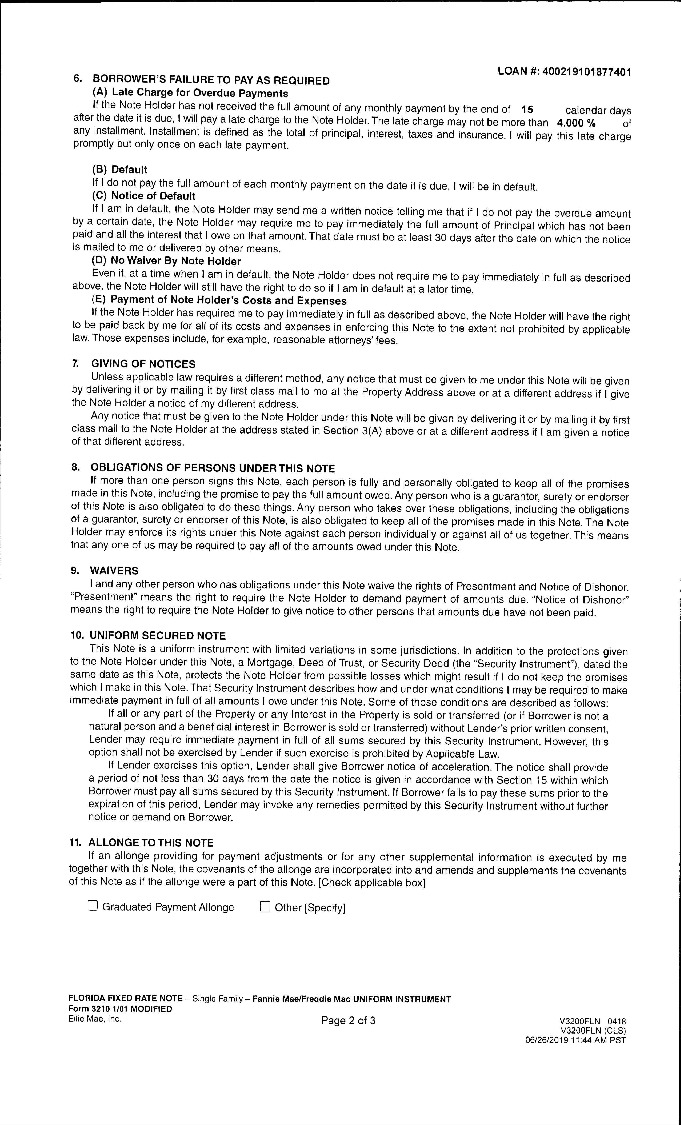 LOAN #: 400219101877401
6. BORROWER'S FAILURE TO PAY AS REQUIRED
(A) Late Charge for Overdue Payments
If the Note Holder has not received the full amount of any monthly payment by the end of 15 calendar days
after the date it is due, I will pay a late charge to the Note Holder. The late charge may not be more than 4.000 % of
any installment. Installment is defined as the total of principal, interest, taxes and insurance. I will pay this late charge
promptly but only once on each late payment.
(B) Default
If I do not pay the full amount of each monthly payment on the date it is due, I will be in default.
(C) Notice of Default
If I am in default, the Note Holder may send me a written notice telling me that if I do not pay the overdue amount
by a certain date, the Note Holder may require me to pay immediately the full amount of Principal which has not been
paid and all the interest that I owe on that amount. That date must be at least 30 days after the date on which the notice
is mailed to me or delivered by other means.
(D) No Waiver By Note Holder
Even if, at a time when I am in default, the Note Holder does not require me to pay immediately in full as described
above, the Note Holder will still have the right to do so if I am in default at a later time.
(E) Payment of Note Holder's Costs and Expenses
If the Note Holder has required me to pay immediately in full as described above, the Note Holder will have the right
to be paid back by me for all of its costs and expenses in enforcing this Note to the extent not prohibited by applicable
law. Those expenses include, for example, reasonable attorneys' fees.
7. GIVING OF NOTICES
Unless applicable law requires a different method, any notice that must be given to me under this Note will be given
by delivering it or by mailing it by first class mail to me at the Property Address above or at a different address if I give
the Note Holder a notice of my different address.
Any notice that must be given to the Note Holder under this Note will be given by delivering it or by mailing it by first
class mail to the Note Holder at the address stated in Section 3(A) above or at a different address if I am given a notice
of that different address.
8. OBLIGATIONS OF PERSONS UNDER THIS NOTE
If more than one person signs this Note, each person is fully and personally obligated to keep all of the promises
made in this Note, including the promise to pay the full amount owed. Any person who is a guarantor, surety or endorser
of this Note is also obligated to do these things. Any person who takes over these obligations, including the obligations
of a guarantor, surety or endorser of this Note, is also obligated to keep all of the promises made in this Note. The Note
Holder may enforce its rights under this Note against each person individually or against all of us together. This means
that any one of us may be required to pay all of the amounts owed under this Note.
9. WAIVERS
I and any other person who has obligations under this Note waive the rights of Presentment and Notice of Dishonor.
"Presentment" means the right to require the Note Holder to demand payment of amounts due. "Notice of Dishonor"
means the right to require the Note Holder to give notice to other persons that amounts due have not been paid.
10. UNIFORM SECURED NOTE
This Note is a uniform instrument with limited variations in some jurisdictions. In addition to the protections given
to the Note Holder under this Note, a Mortgage, Deed of Trust, or Security Deed (the "Security Instrument"), dated the
same date as this Note, protects the Note Holder from possible losses which might result if I do not keep the promises
which I make in this Note. That Security Instrument describes how and under what conditions I may be required to make
immediate payment in full of all amounts I owe under this Note. Some of those conditions are described as follows:
If all or any part of the Property or any Interest in the Property is sold or transferred (or if Borrower is not a
natural person and a beneficial interest in Borrower is sold or transferred) without Lender's prior written consent,
Lender may require immediate payment in full of all sums secured by this Security Instrument. However, this
option shall not be exercised by Lender if such exercise is prohibited by Applicable Law.
If Lender exercises this option, Lender shall give Borrower notice of acceleration. The notice shall provide
a period of not less than 30 days from the date the notice is given in accordance with Section 15 within which
Borrower must pay all sums secured by this Security Instrument. If Borrower fails to pay these sums prior to the
expiration of this period, Lender may invoke any remedies permitted by this Security Instrument without further
notice or demand on Borrower.
11. ALLONGE TO THIS NOTE
If an allonge providing for payment adjustments or for any other supplemental information is executed by me
together with this Note, the covenants of the allonge are incorporated into and amends and supplements the covenants
of this Note as if the allonge were a part of this Note. [Check applicable box]
☐ Graduated Payment Allonge ☐ Other [Specify]
FLORIDA FIXED RATE NOTE – Single Family – Fannie Mae/Freddie Mac UNIFORM INSTRUMENT
Form 3210 1/01 MODIFIED
Ellie Mae, Inc. Page 2 of 3 V3200FLN 0418
V3200FLN (CLS)
06/26/2019 11:44 AM PST